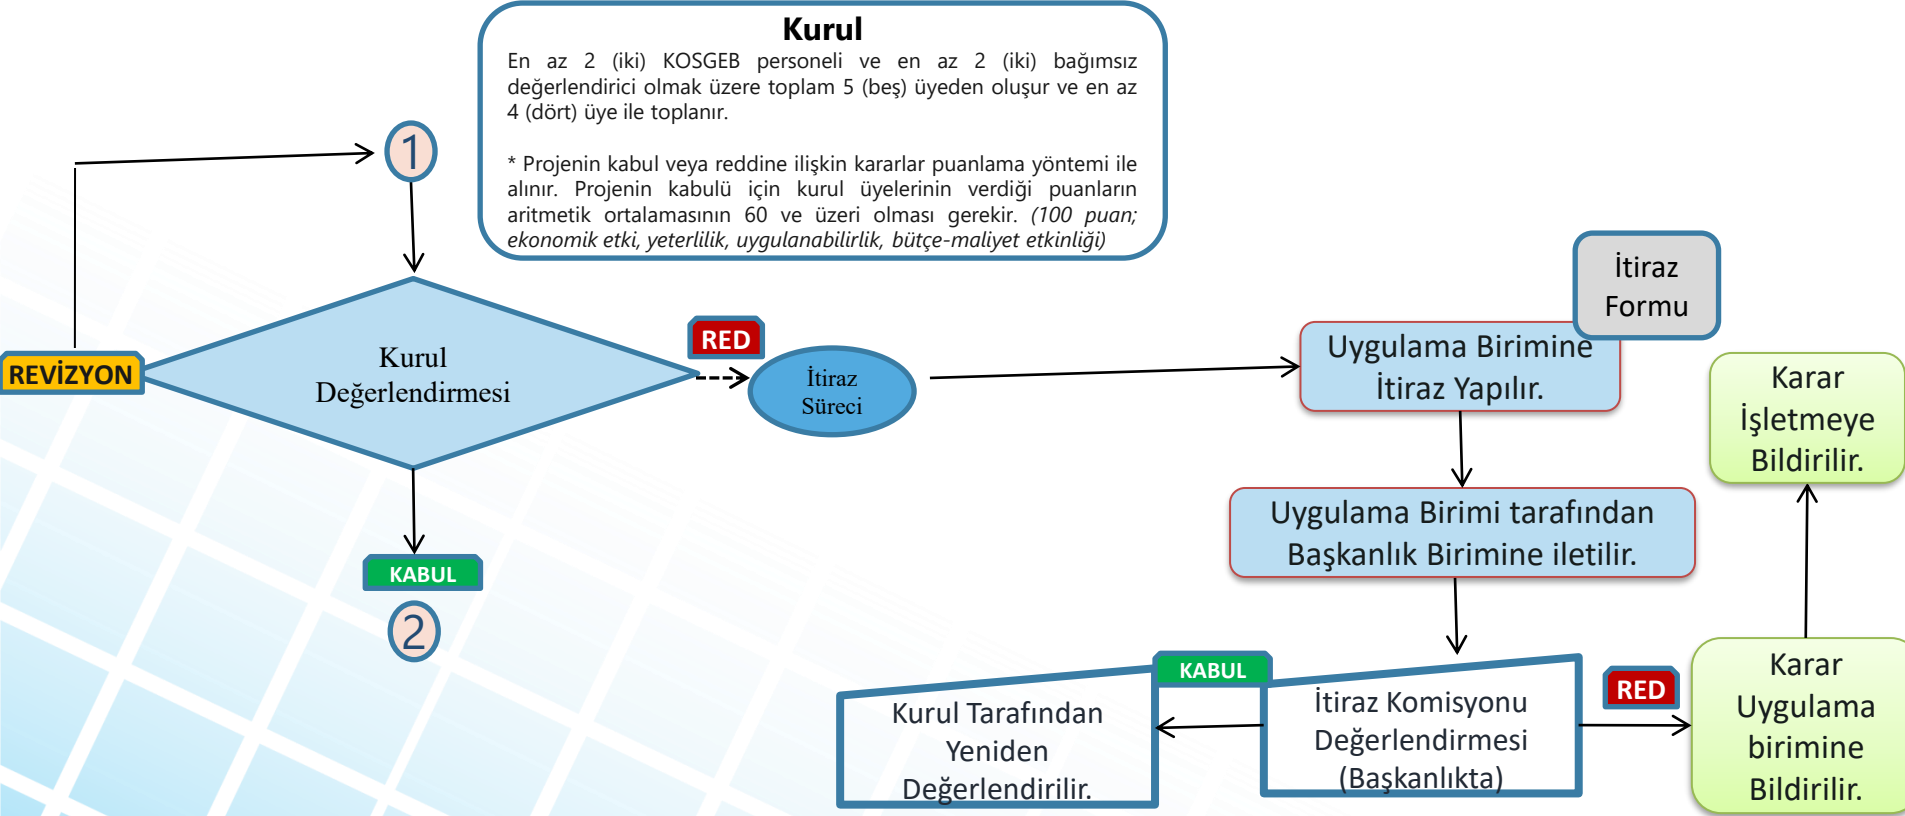 Kurul
En az 2 (iki) KOSGEB personeli ve en az 2 (iki) bağımsız
değerlendirici olmak üzere toplam 5 (beş) üyeden oluşur ve en az
4 (dört) üye ile toplanır.
* Projenin kabul veya reddine ilişkin kararlar puanlama yöntemi ile
alınır. Projenin kabulü için kurul üyelerinin verdiği puanların
aritmetik ortalamasının 60 ve üzeri olması gerekir. (100 puan;
ekonomik etki, yeterlilik, uygulanabilirlik, bütçe-maliyet etkinliği)
1
REVİZYON
Kurul
Değerlendirmesi
RED
İtiraz
Süreci
KABUL
2
İtiraz
Formu
Uygulama Birimine
İtiraz Yapılır.
Uygulama Birimi tarafından
Başkanlık Birimine iletilir.
İtiraz Komisyonu
Değerlendirmesi
(Başkanlıkta)
KABUL
Kurul Tarafından
Yeniden
Değerlendirilir.
RED
Karar
Uygulama
birimine
Bildirilir.
Karar
İşletmeye
Bildirilir.